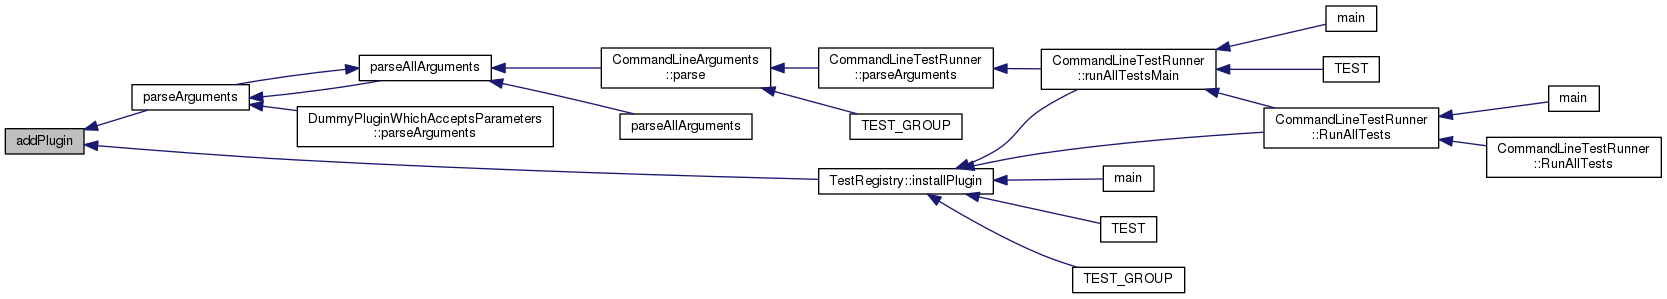 addPlugin
parseArguments
parseAllArguments
DummyPluginWhichAcceptsParameters
::parseArguments
CommandLineArguments
::parse
parseAllArguments
CommandLineTestRunner
::parseArguments
TEST_GROUP
TestRegistry::installPlugin
CommandLineTestRunner
::runAllTestsMain
main
TEST
TEST_GROUP
main
TEST
CommandLineTestRunner
::RunAllTests
main
CommandLineTestRunner
::RunAllTests